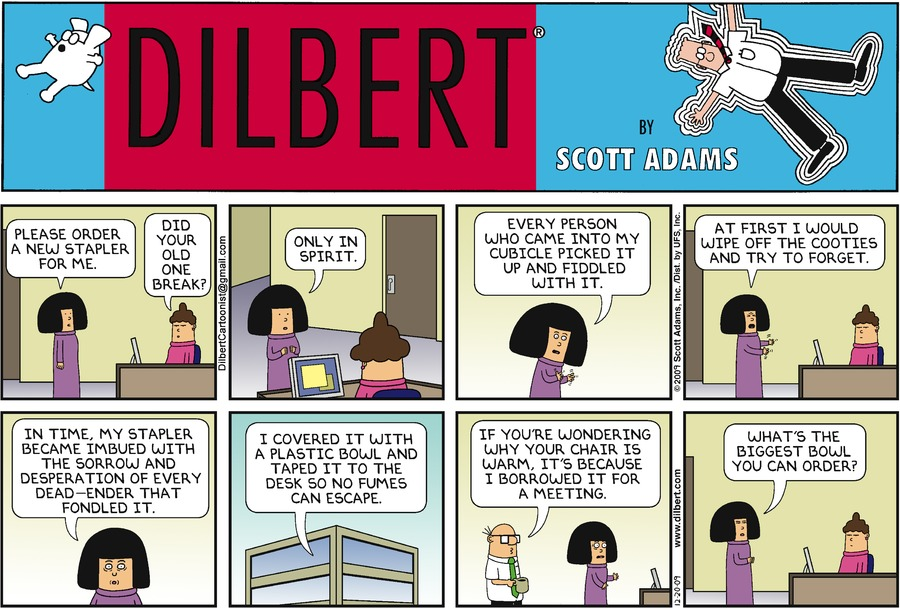 DILBERT®
BY
SCOTT ADAMS
PLEASE ORDER
A NEW STAPLER
FOR ME.
DID
YOUR
OLD
ONE
BREAK?
DilbertCartoonist@gmail.com
ONLY IN
SPIRIT.
EVERY PERSON
WHO CAME INTO MY
CUBICLE PICKED IT
UP AND FIDDLED
WITH IT.
©2009 Scott Adams, Inc./Dist. by UFS, Inc.
AT FIRST I WOULD
WIPE OFF THE COOTIES
AND TRY TO FORGET.
IN TIME, MY STAPLER
BECAME IMBUED WITH
THE SORROW AND
DESPERATION OF EVERY
DEAD-ENDER THAT
FONDLED IT.
I COVERED IT WITH
A PLASTIC BOWL AND
TAPED IT TO THE
DESK SO NO FUMES
CAN ESCAPE.
IF YOU'RE WONDERING
WHY YOUR CHAIR IS
WARM, IT'S BECAUSE
I BORROWED IT FOR
A MEETING.
12-20-09 www.dilbert.com
WHAT'S THE
BIGGEST BOWL
YOU CAN ORDER?